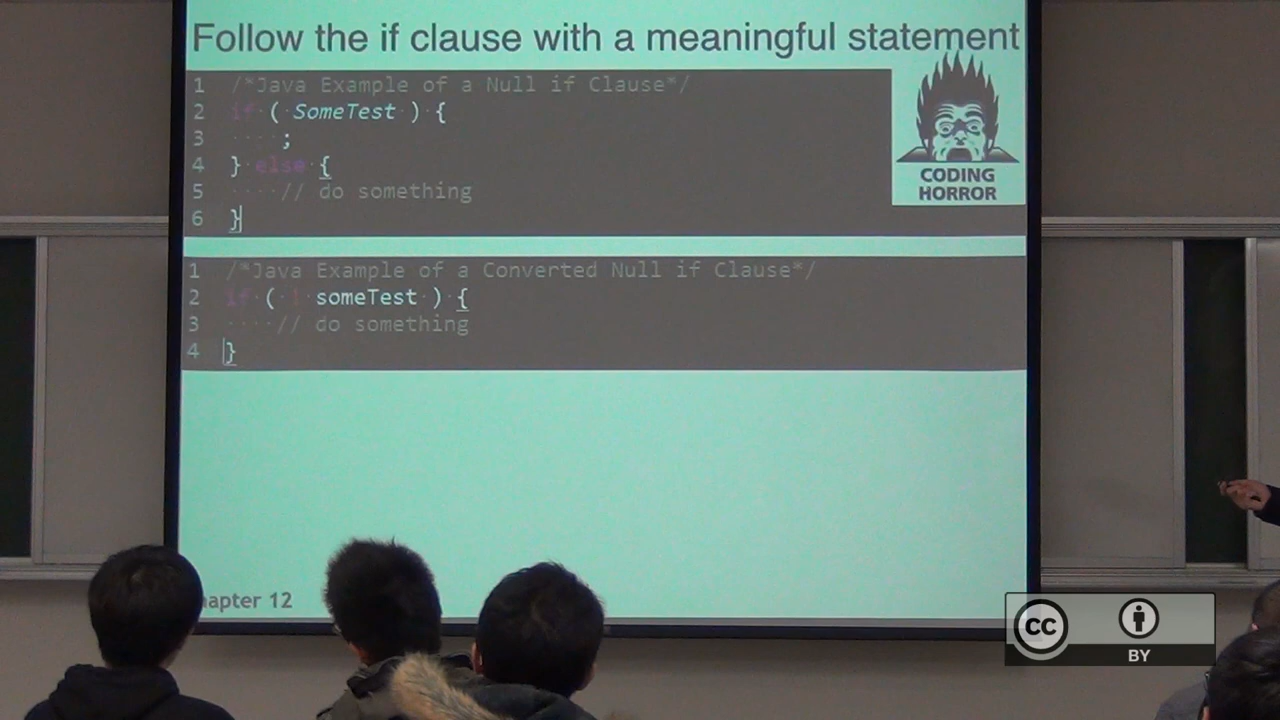 Follow the if clause with a meaningful statement
1 /*Java Example of a Null if Clause*/
2 if ( SomeTest ) {
3 ;
4 } else {
5 // do something
6 }
CODING
HORROR
1 /*Java Example of a Converted Null if Clause*/
2 if ( ! someTest ) {
3 // do something
4 }
apter 12
cc
BY